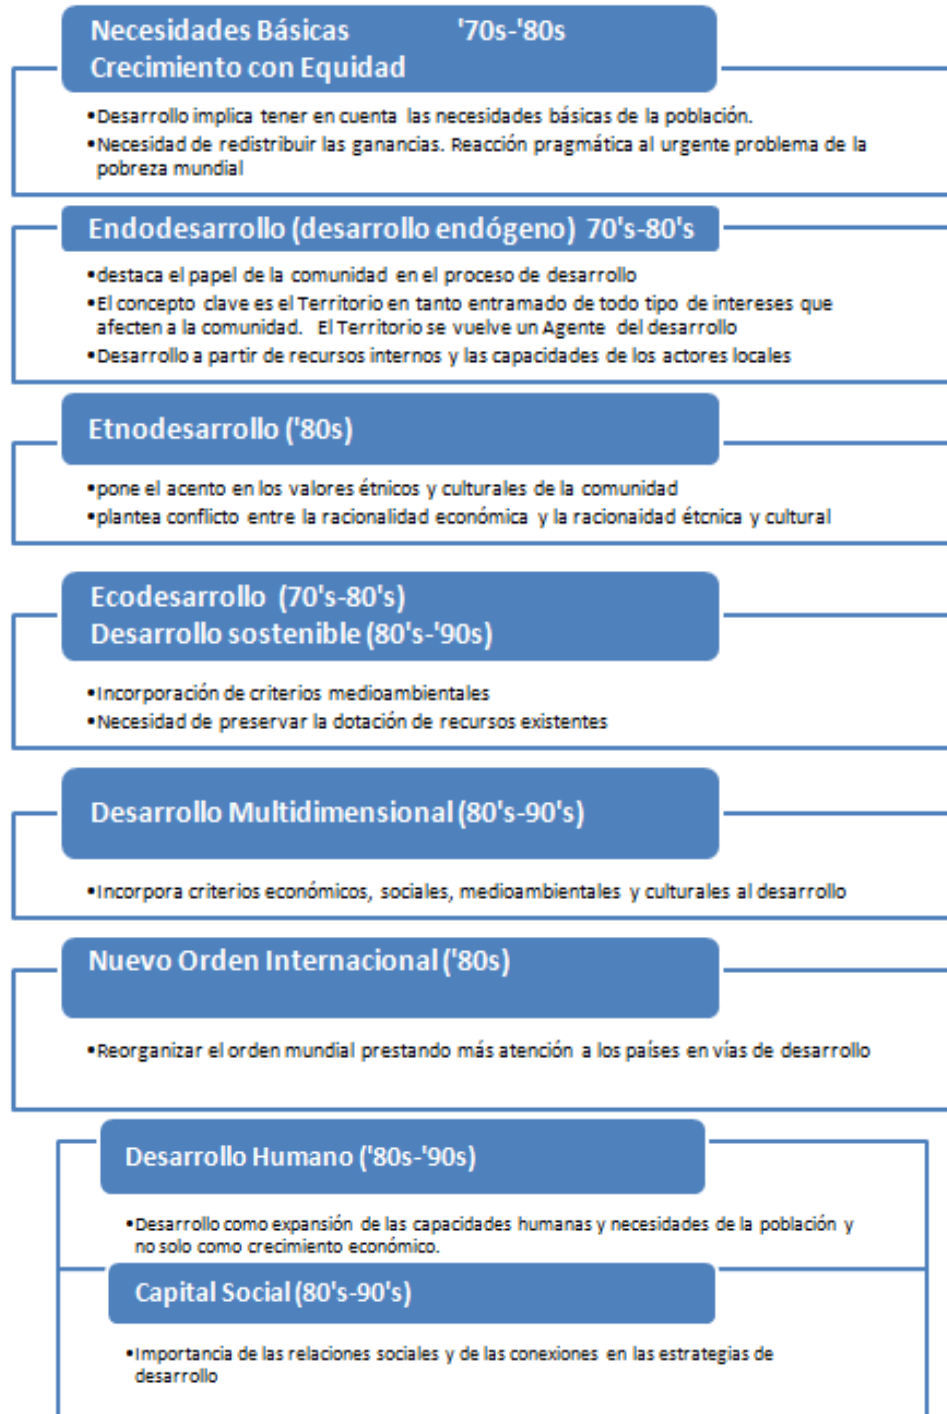 Necesidades Básicas '70s-'80s
Crecimiento con Equidad
•Desarrollo implica tener en cuenta las necesidades básicas de la población.
•Necesidad de redistribuir las ganancias. Reacción pragmática al urgente problema de la
pobreza mundial
Endodesarrollo (desarrollo endógeno) 70's-80's
•destaca el papel de la comunidad en el proceso de desarrollo
•El concepto clave es el Territorio en tanto entramado de todo tipo de intereses que
afecten a la comunidad. El Territorio se vuelve un Agente del desarrollo
•Desarrollo a partir de recursos internos y las capacidades de los actores locales
Etnodesarrollo ('80s)
•pone el acento en los valores étnicos y culturales de la comunidad
•plantea conflicto entre la racionalidad económica y la racionaidad étcnica y cultural
Ecodesarrollo (70's-80's)
Desarrollo sostenible (80's-'90s)
•Incorporación de criterios medioambientales
•Necesidad de preservar la dotación de recursos existentes
Desarrollo Multidimensional (80's-90's)
•Incorpora criterios económicos, sociales, medioambientales y culturales al desarrollo
Nuevo Orden Internacional ('80s)
•Reorganizar el orden mundial prestando más atención a los países en vías de desarrollo
Desarrollo Humano ('80s-'90s)
•Desarrollo como expansión de las capacidades humanas y necesidades de la población y
no solo como crecimiento económico.
Capital Social (80's-90's)
•Importancia de las relaciones sociales y de las conexiones en las estrategias de
desarrollo